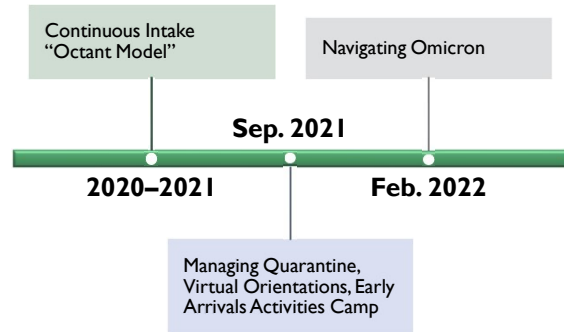 Continuous Intake
“Octant Model”
Navigating Omicron
Sep. 2021
2020–2021
Feb. 2022
Managing Quarantine,
Virtual Orientations, Early
Arrivals Activities Camp